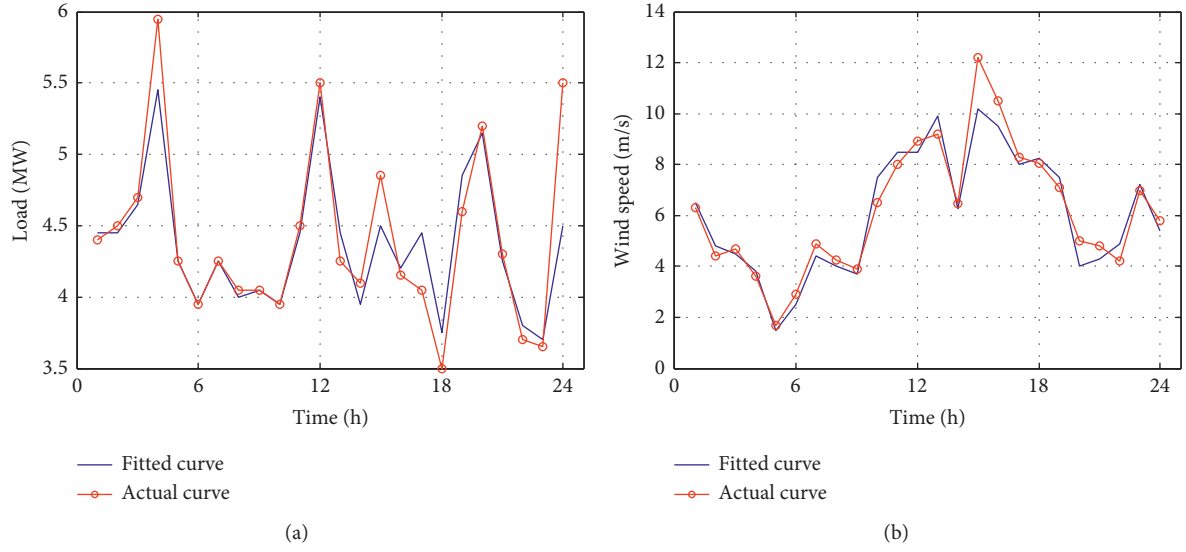 6
5.5
5
4.5
4
3.5
0
6
12
18
24
Load (MW)
Time (h)
Fitted curve
Actual curve
(a)
14
12
10
8
6
4
2
0
0
6
12
18
24
Wind speed (m/s)
Time (h)
Fitted curve
Actual curve
(b)